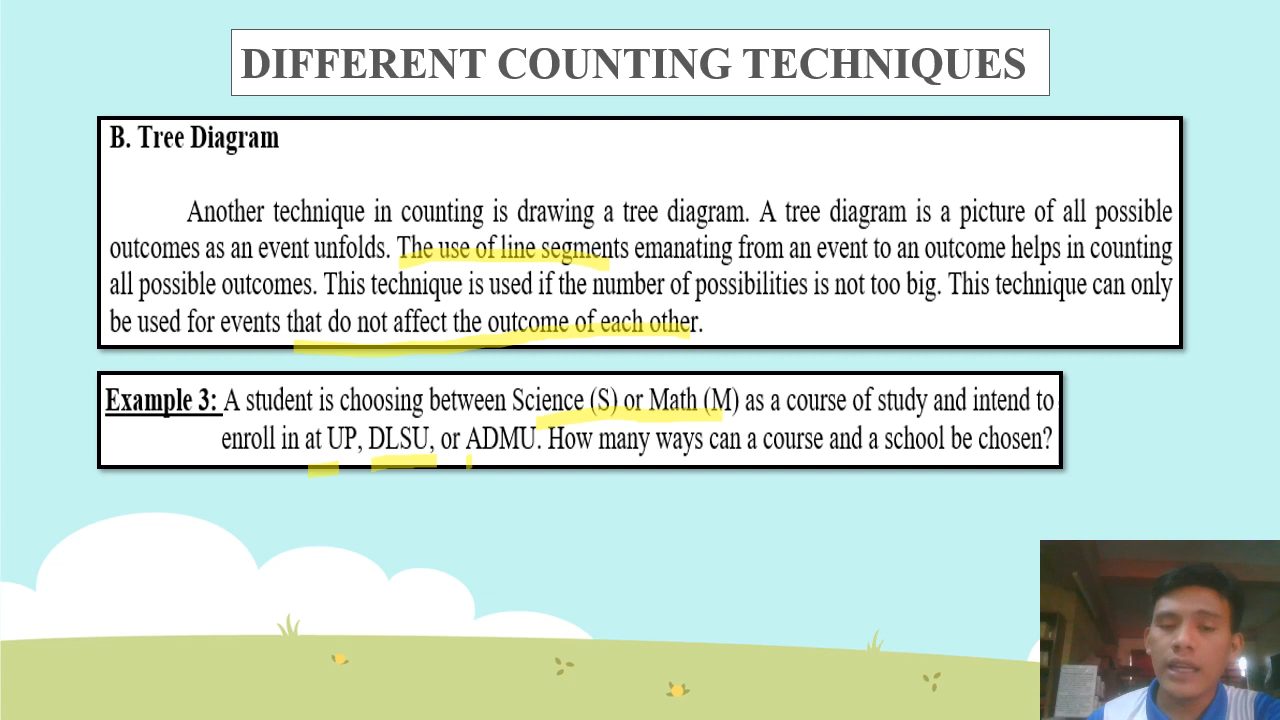 DIFFERENT COUNTING TECHNIQUES
B. Tree Diagram
Another technique in counting is drawing a tree diagram. A tree diagram is a picture of all possible
outcomes as an event unfolds. The use of line segments emanating from an event to an outcome helps in counting
all possible outcomes. This technique is used if the number of possibilities is not too big. This technique can only
be used for events that do not affect the outcome of each other.
Example 3: A student is choosing between Science (S) or Math (M) as a course of study and intend to
enroll in at UP, DLSU, or ADMU. How many ways can a course and a school be chosen?